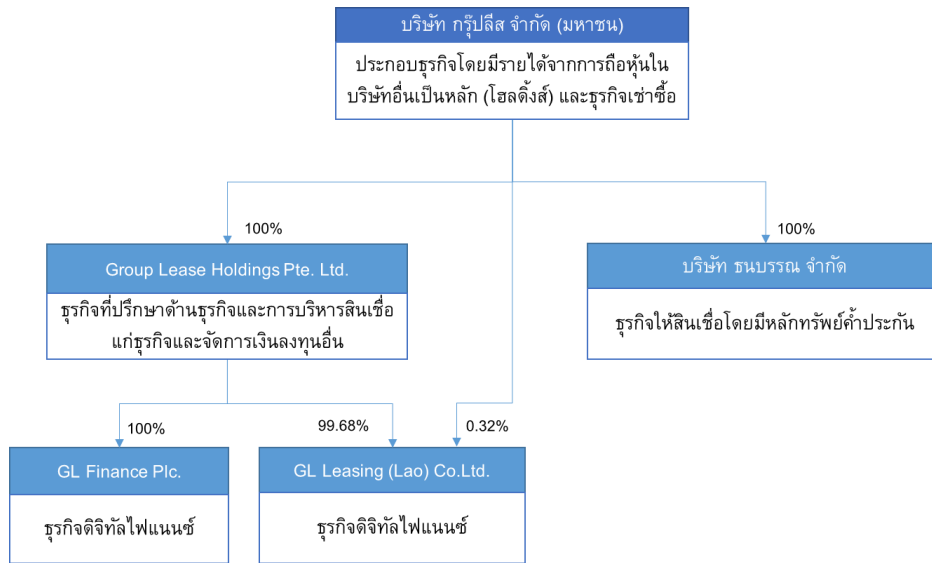 บริษัท กรุ๊ปลีส จำกัด (มหาชน)
ประกอบธุรกิจโดยมีรายได้จากการถือหุ้นใน
บริษัทอื่นเป็นหลัก (โฮลดิ้งส์) และธุรกิจเช่าซื้อ
100%
100%
Group Lease Holdings Pte. Ltd.
ธุรกิจที่ปรึกษาด้านธุรกิจและการบริหารสินเชื่อ
แก่ธุรกิจและจัดการเงินลงทุนอื่น
บริษัท ธนบรรณ จำกัด
ธุรกิจให้สินเชื่อโดยมีหลักทรัพย์ค้ำประกัน
100%
99.68%
0.32%
GL Finance Plc.
ธุรกิจดิจิทัลไฟแนนซ์
GL Leasing (Lao) Co.Ltd.
ธุรกิจดิจิทัลไฟแนนซ์